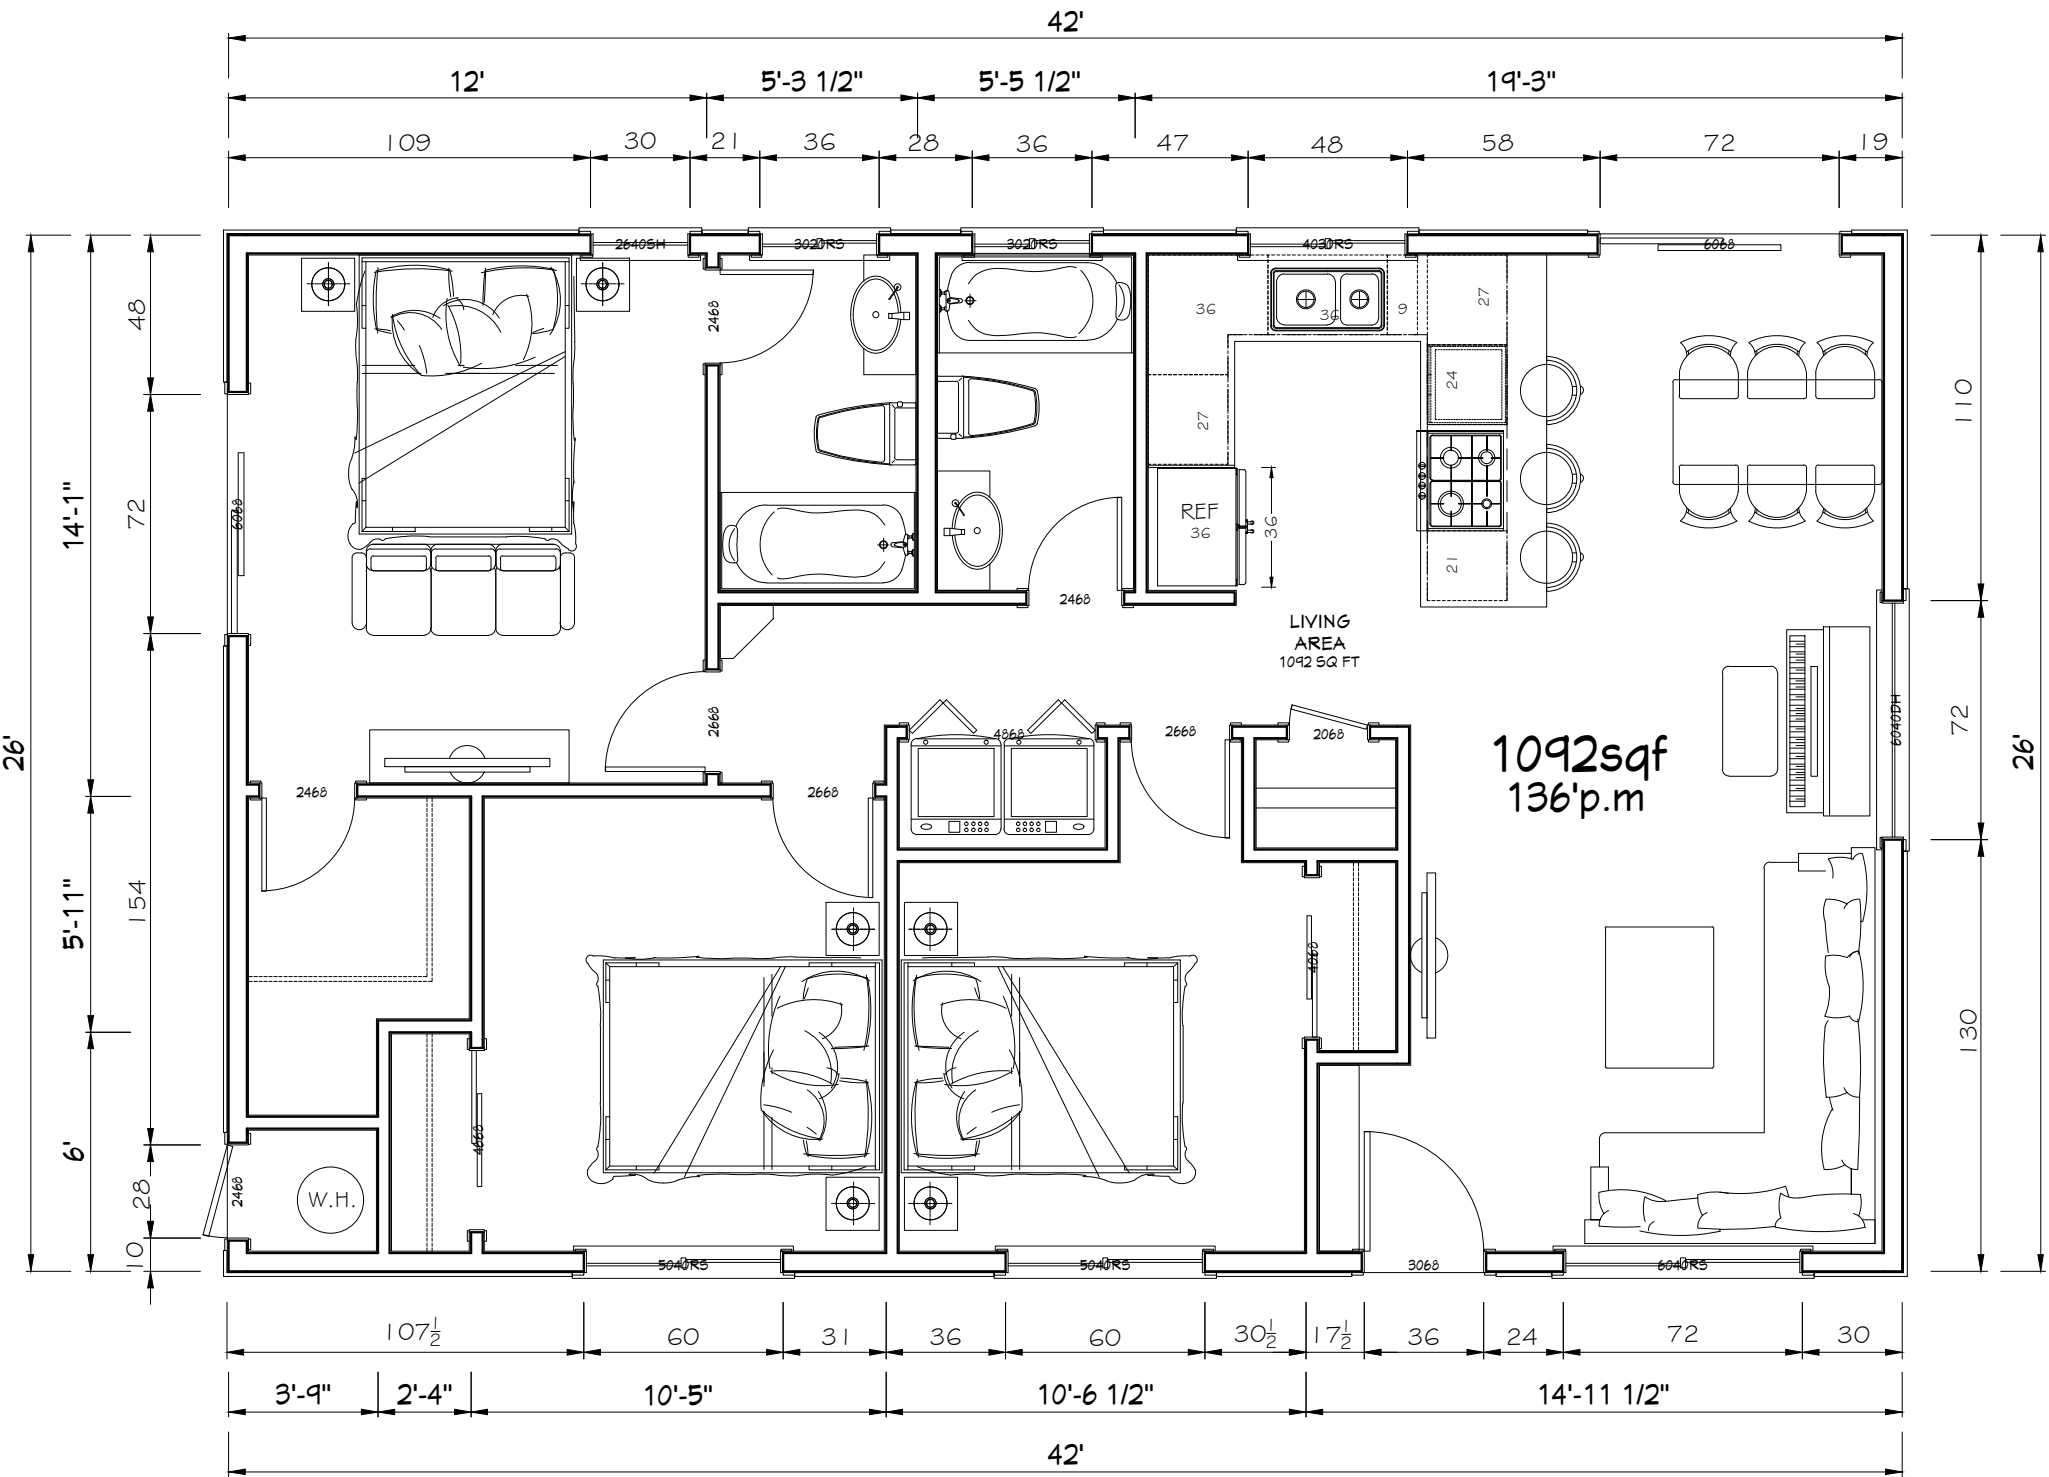 42'
12' 5'-3 1/2" 5'-5 1/2" 19'-3"
109 30 21 36 28 36 47 48 58 72 19
2640SH 3020RS 3020RS 4030RS 6068
26'
14'-1"
5'-11"
6'
48
72
154
28
10
6068
2468
36
36
9
27
24
27
REF
36
36
21
2468
LIVING
AREA
1092 SQ FT
2668
4868
2668
2068
1092sqf
136'p.m
2468
2668
4068
4668
2468
W.H.
6040DH
110
72
130
26'
5040RS 5040RS 3068 6040RS
107½ 60 31 36 60 30½ 17½ 36 24 72 30
3'-9" 2'-4" 10'-5" 10'-6 1/2" 14'-11 1/2"
42'